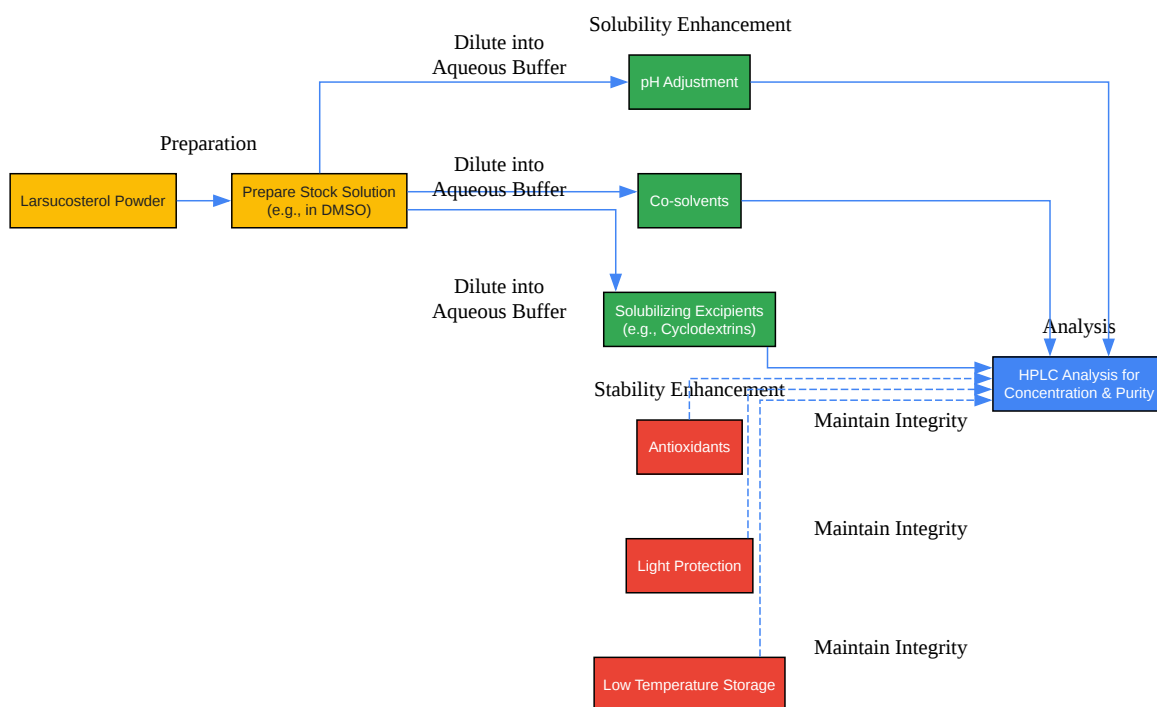 Solubility Enhancement
Dilute into
Aqueous Buffer
pH Adjustment
Preparation
Larsucosterol Powder
Prepare Stock Solution
(e.g., in DMSO)
Dilute into
Aqueous Buffer
Co-solvents
Dilute into
Aqueous Buffer
Solubilizing Excipients
(e.g., Cyclodextrins)
Analysis
HPLC Analysis for
Concentration & Purity
Stability Enhancement
Maintain Integrity
Antioxidants
Maintain Integrity
Light Protection
Maintain Integrity
Low Temperature Storage